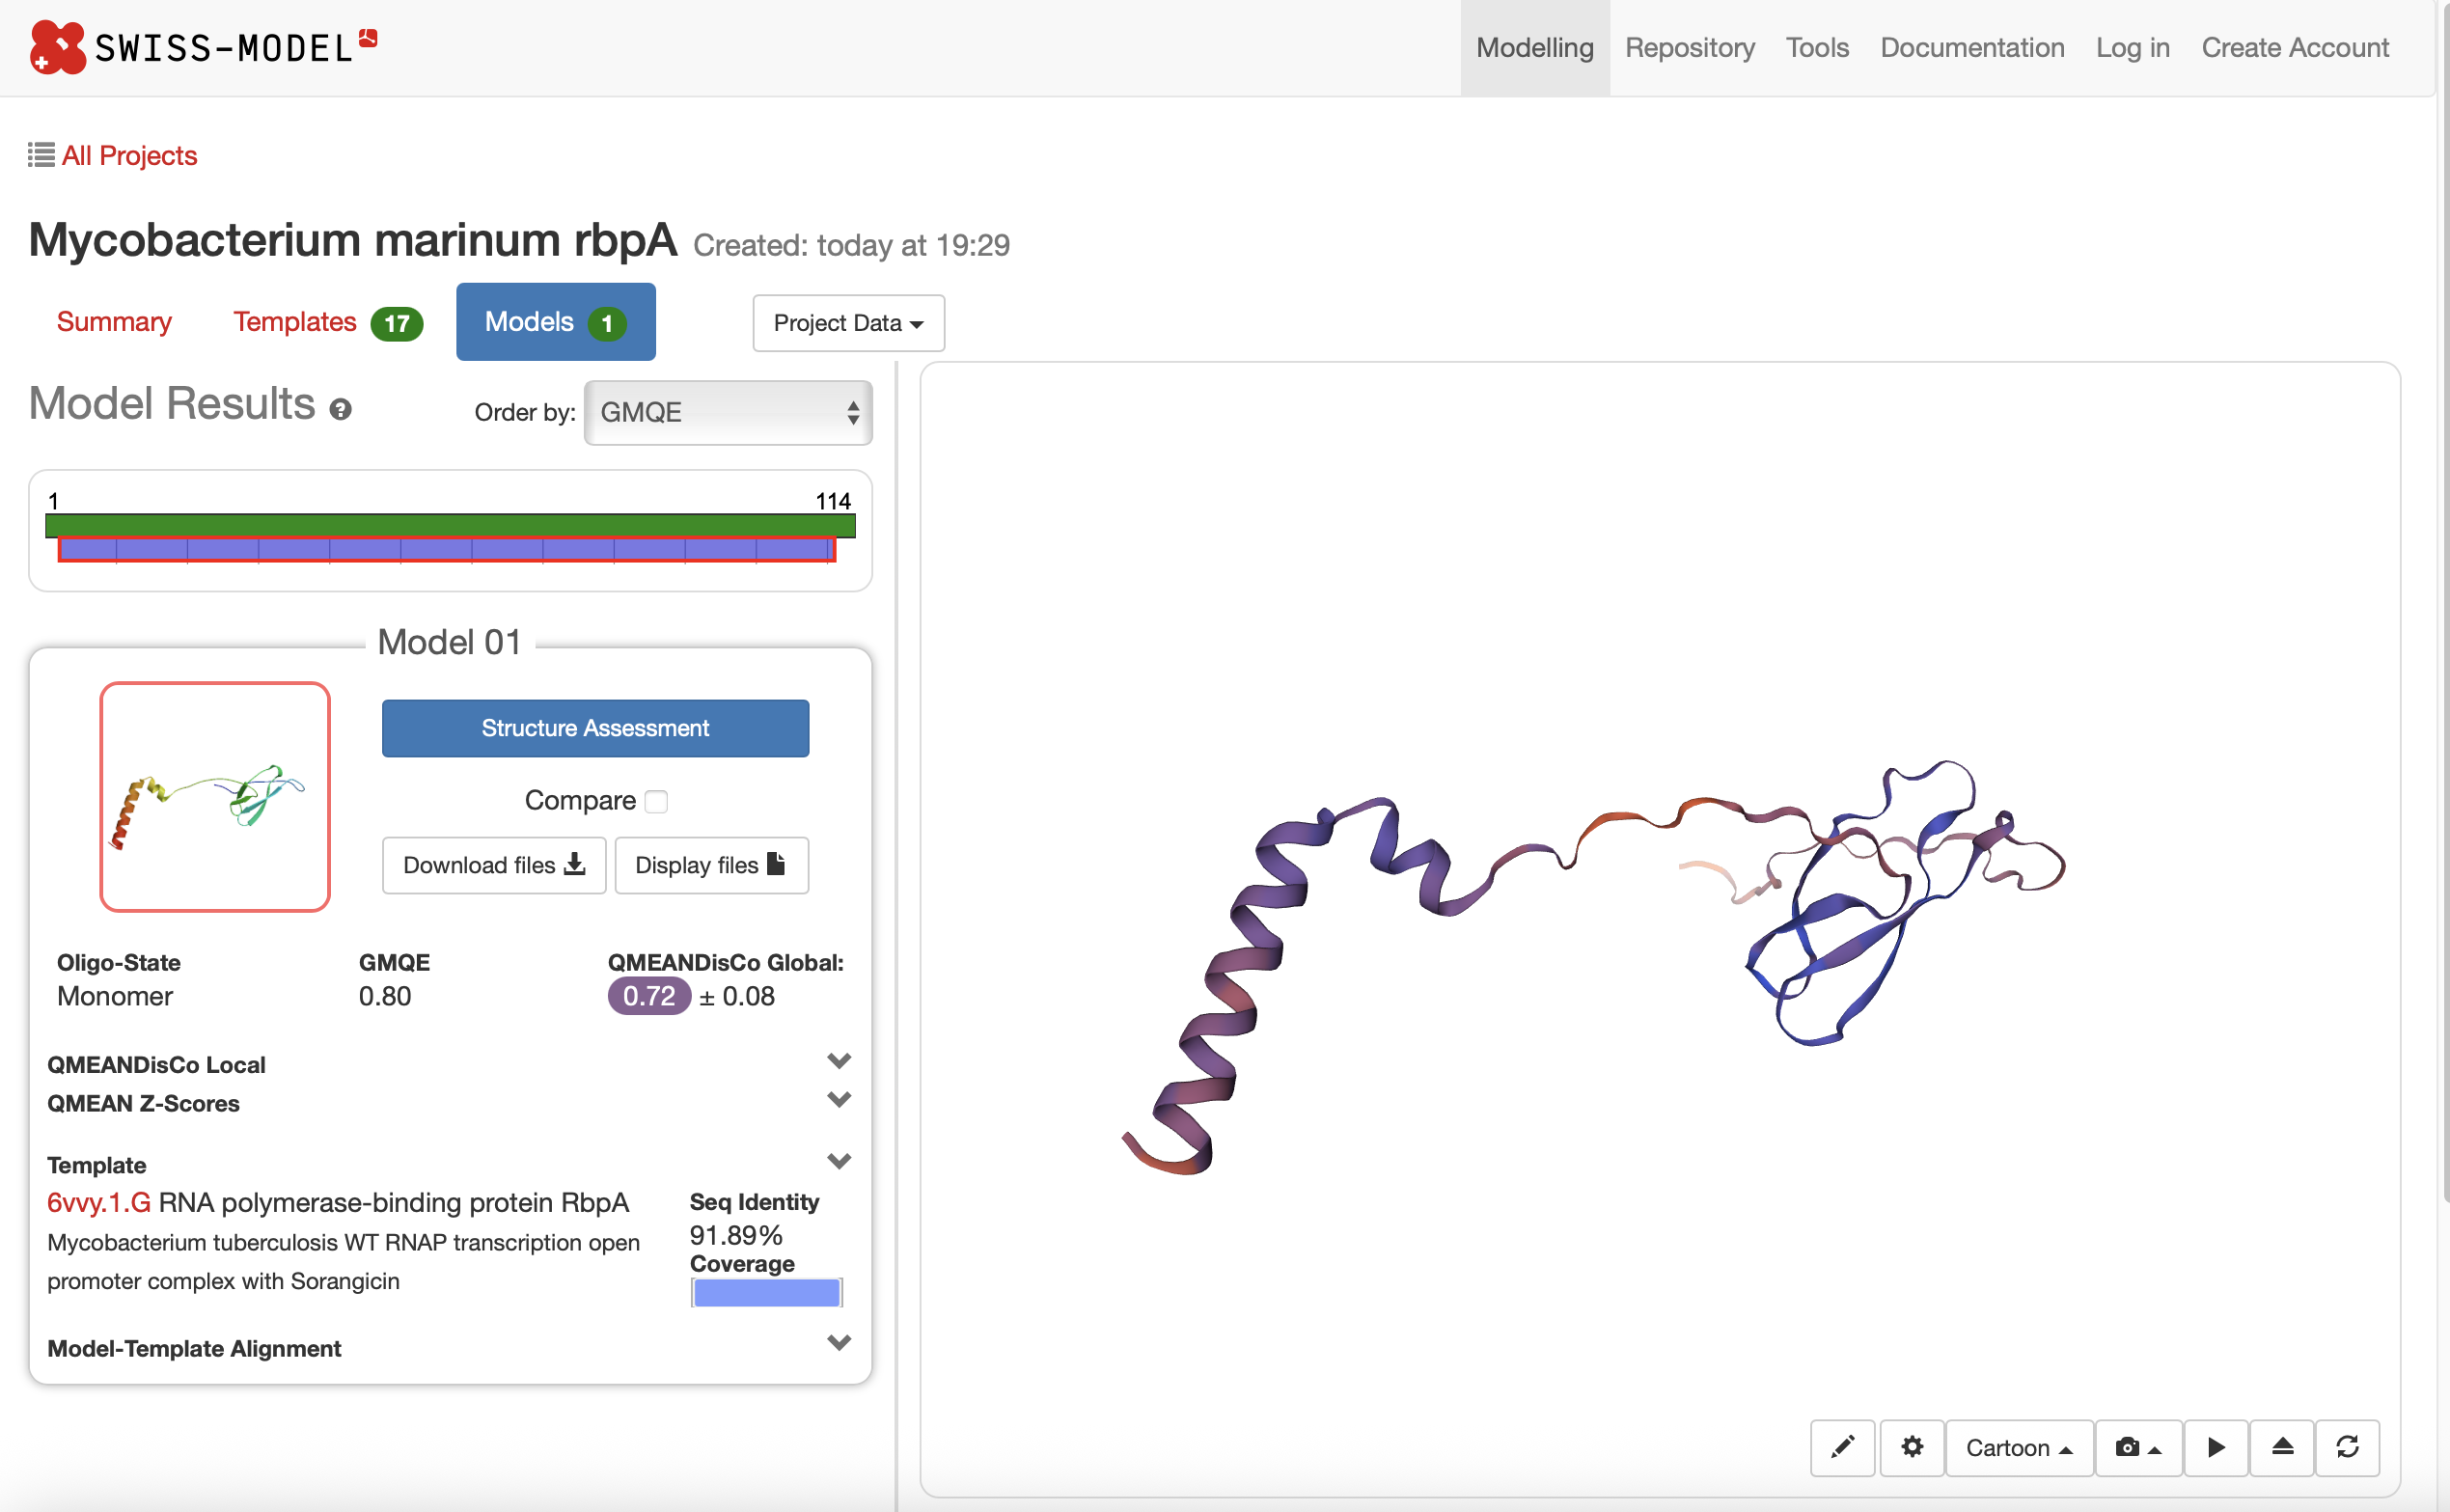 SWISS-MODEL
Modelling Repository Tools Documentation Log in Create Account
All Projects
Mycobacterium marinum rbpA Created: today at 19:29
Summary Templates 17 Models 1 Project Data
Model Results ?
Order by: GMQE
1 114
Model 01
Structure Assessment
Compare
Download files Display files
Oligo-State GMQE QMEANDisCo Global:
Monomer 0.80 0.72 ± 0.08
QMEANDisCo Local
QMEAN Z-Scores
Template
6vvy.1.G RNA polymerase-binding protein RbpA
Mycobacterium tuberculosis WT RNAP transcription open
promoter complex with Sorangicin
Seq Identity
91.89%
Coverage
Model-Template Alignment
Cartoon